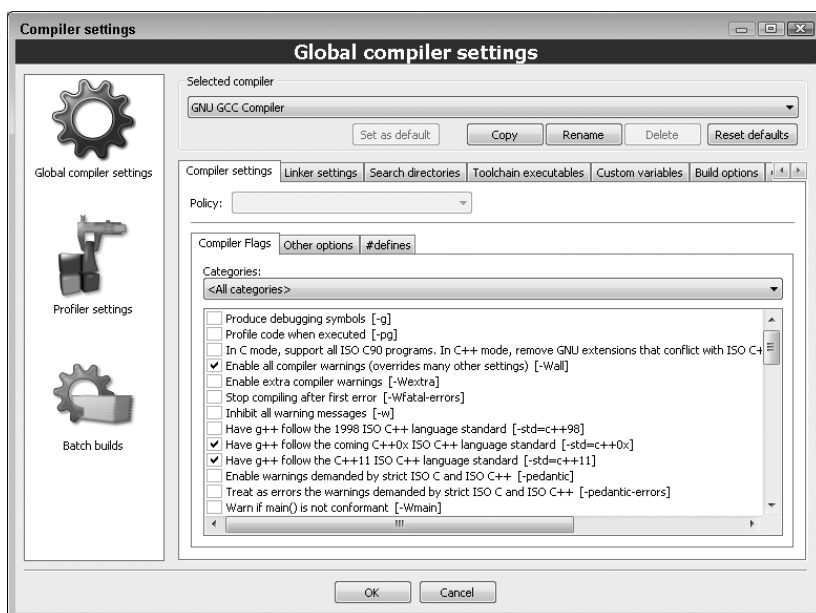 Compiler settings
Global compiler settings
Global compiler settings
Profiler settings
Batch builds
Selected compiler
GNU GCC Compiler
Set as default
Copy
Rename
Delete
Reset defaults
Compiler settings
Linker settings
Search directories
Toolchain executables
Custom variables
Build options
Policy:
Compiler Flags
Other options
#defines
Categories:
<All categories>
Produce debugging symbols [-g]
Profile code when executed [-pg]
In C mode, support all ISO C90 programs. In C++ mode, remove GNU extensions that conflict with ISO C+
Enable all compiler warnings (overrides many other settings) [-Wall]
Enable extra compiler warnings [-Wextra]
Stop compiling after first error [-Wfatal-errors]
Inhibit all warning messages [-w]
Have g++ follow the 1998 ISO C++ language standard [-std=c++98]
Have g++ follow the coming C++0x ISO C++ language standard [-std=c++0x]
Have g++ follow the C++11 ISO C++ language standard [-std=c++11]
Enable warnings demanded by strict ISO C and ISO C++ [-pedantic]
Treat as errors the warnings demanded by strict ISO C and ISO C++ [-pedantic-errors]
Warn if main() is not conformant [-Wmain]
OK
Cancel